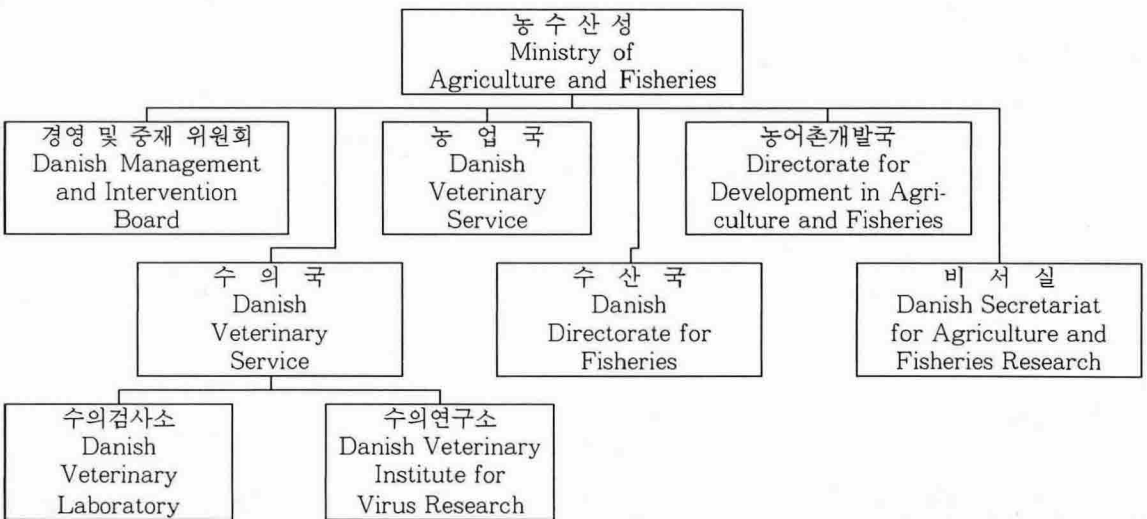 농 수 산 성
Ministry of
Agriculture and Fisheries
경영 및 중재 위원회
Danish Management
and Intervention
Board
농 업 국
Danish
Veterinary
Service
농어촌개발국
Directorate for
Development in Agri-
culture and Fisheries
수 의 국
Danish
Veterinary
Service
수 산 국
Danish
Directorate for
Fisheries
비 서 실
Danish Secretariat
for Agriculture and
Fisheries Research
수의검사소
Danish
Veterinary
Laboratory
수의연구소
Danish Veterinary
Institute for
Virus Research